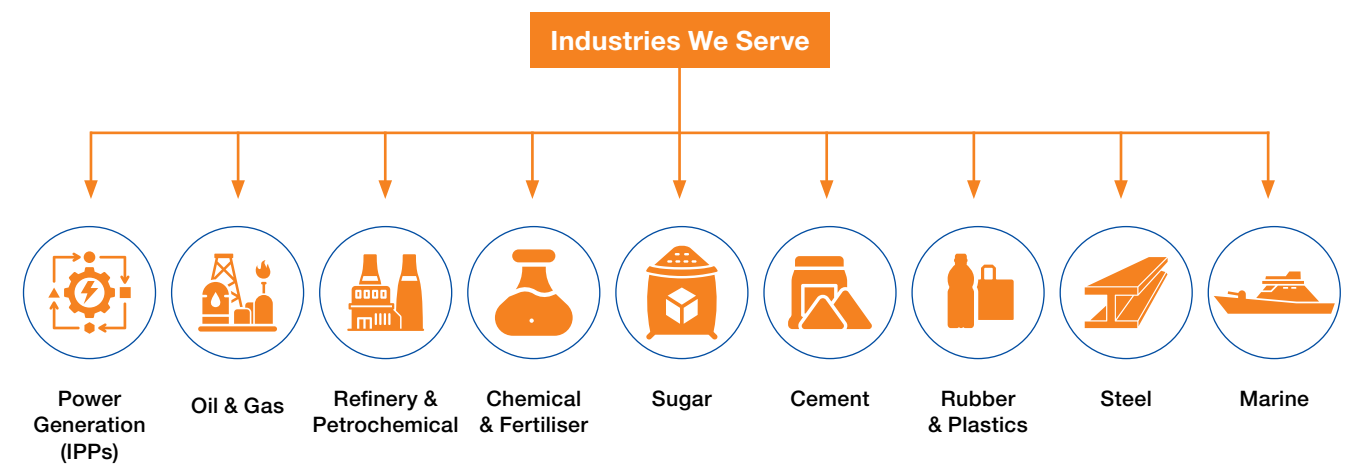 Industries We Serve
Power
Generation
(IPPs)
Oil & Gas
Refinery &
Petrochemical
Chemical
& Fertiliser
Sugar
Cement
Rubber
& Plastics
Steel
Marine